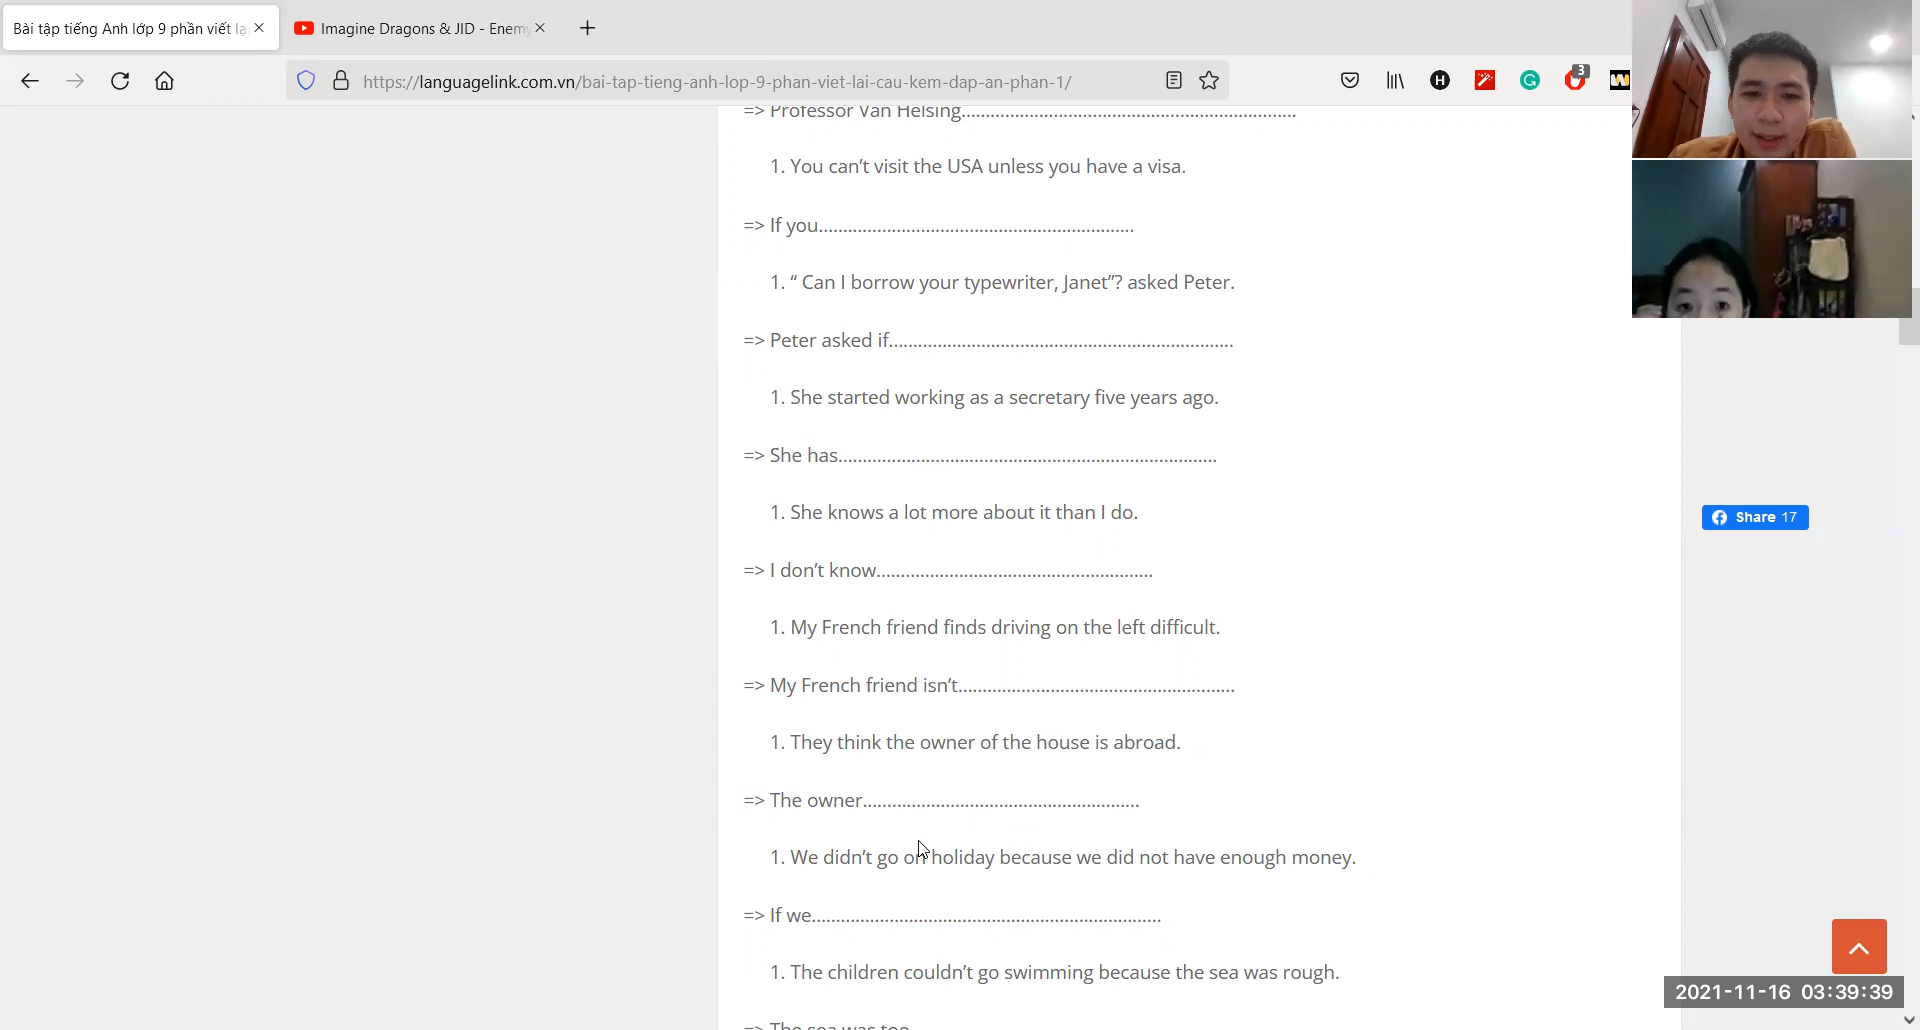 Bài tập tiếng Anh lớp 9 phần viết lạ
Imagine Dragons & JID - Enemy
https://languagelink.com.vn/bai-tap-tieng-anh-lop-9-phan-viet-lai-cau-kem-dap-an-phan-1/
3
=> Professor Van Helsing.....................................................................
1. You can’t visit the USA unless you have a visa.
=> If you.................................................................
1. “ Can I borrow your typewriter, Janet”? asked Peter.
=> Peter asked if.......................................................................
1. She started working as a secretary five years ago.
=> She has..............................................................................
1. She knows a lot more about it than I do.
=> I don’t know.........................................................
1. My French friend finds driving on the left difficult.
=> My French friend isn’t.........................................................
1. They think the owner of the house is abroad.
=> The owner.........................................................
1. We didn’t go on holiday because we did not have enough money.
=> If we........................................................................
1. The children couldn’t go swimming because the sea was rough.
=> The sea was too
Share 17
2021-11-16 03:39:39